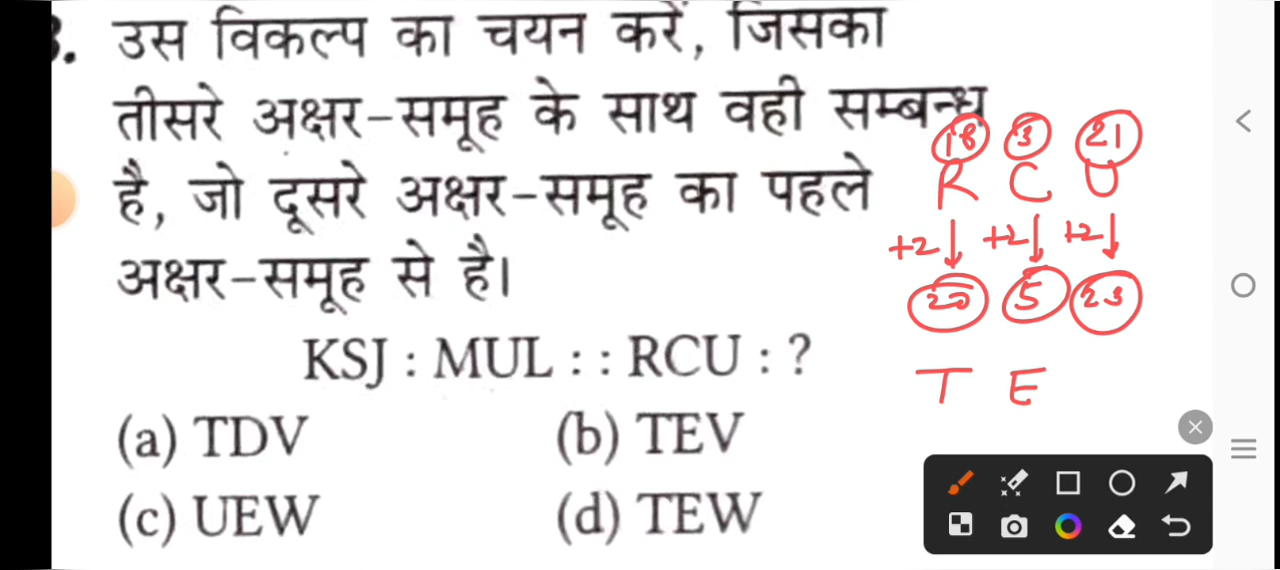 3. उस विकल्प का चयन करें, जिसका
तीसरे अक्षर-समूह के साथ वही सम्बन्ध
है, जो दूसरे अक्षर-समूह का पहले
अक्षर-समूह से है।
KSJ : MUL : : RCU : ?
(a) TDV (b) TEV
(c) UEW (d) TEW
18 3 21
R C U
+2 +2 +2
20 5 23
T E